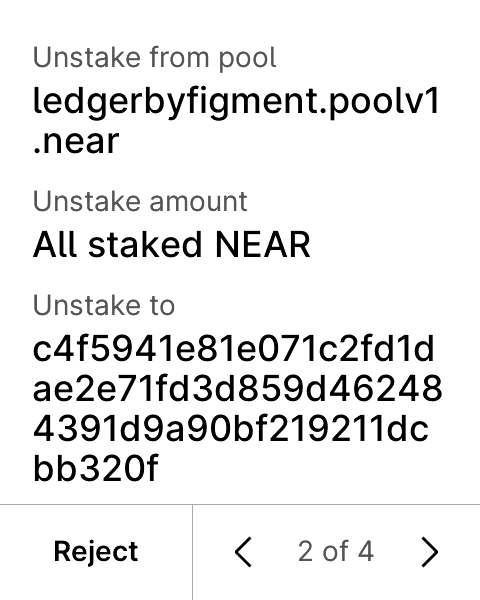 Unstake from pool
ledgerbyfigment.poolv1
.near
Unstake amount
All staked NEAR
Unstake to
c4f5941e81e071c2fd1d
ae2e71fd3d859d46248
4391d9a90bf219211dc
bb320f
Reject
2 of 4